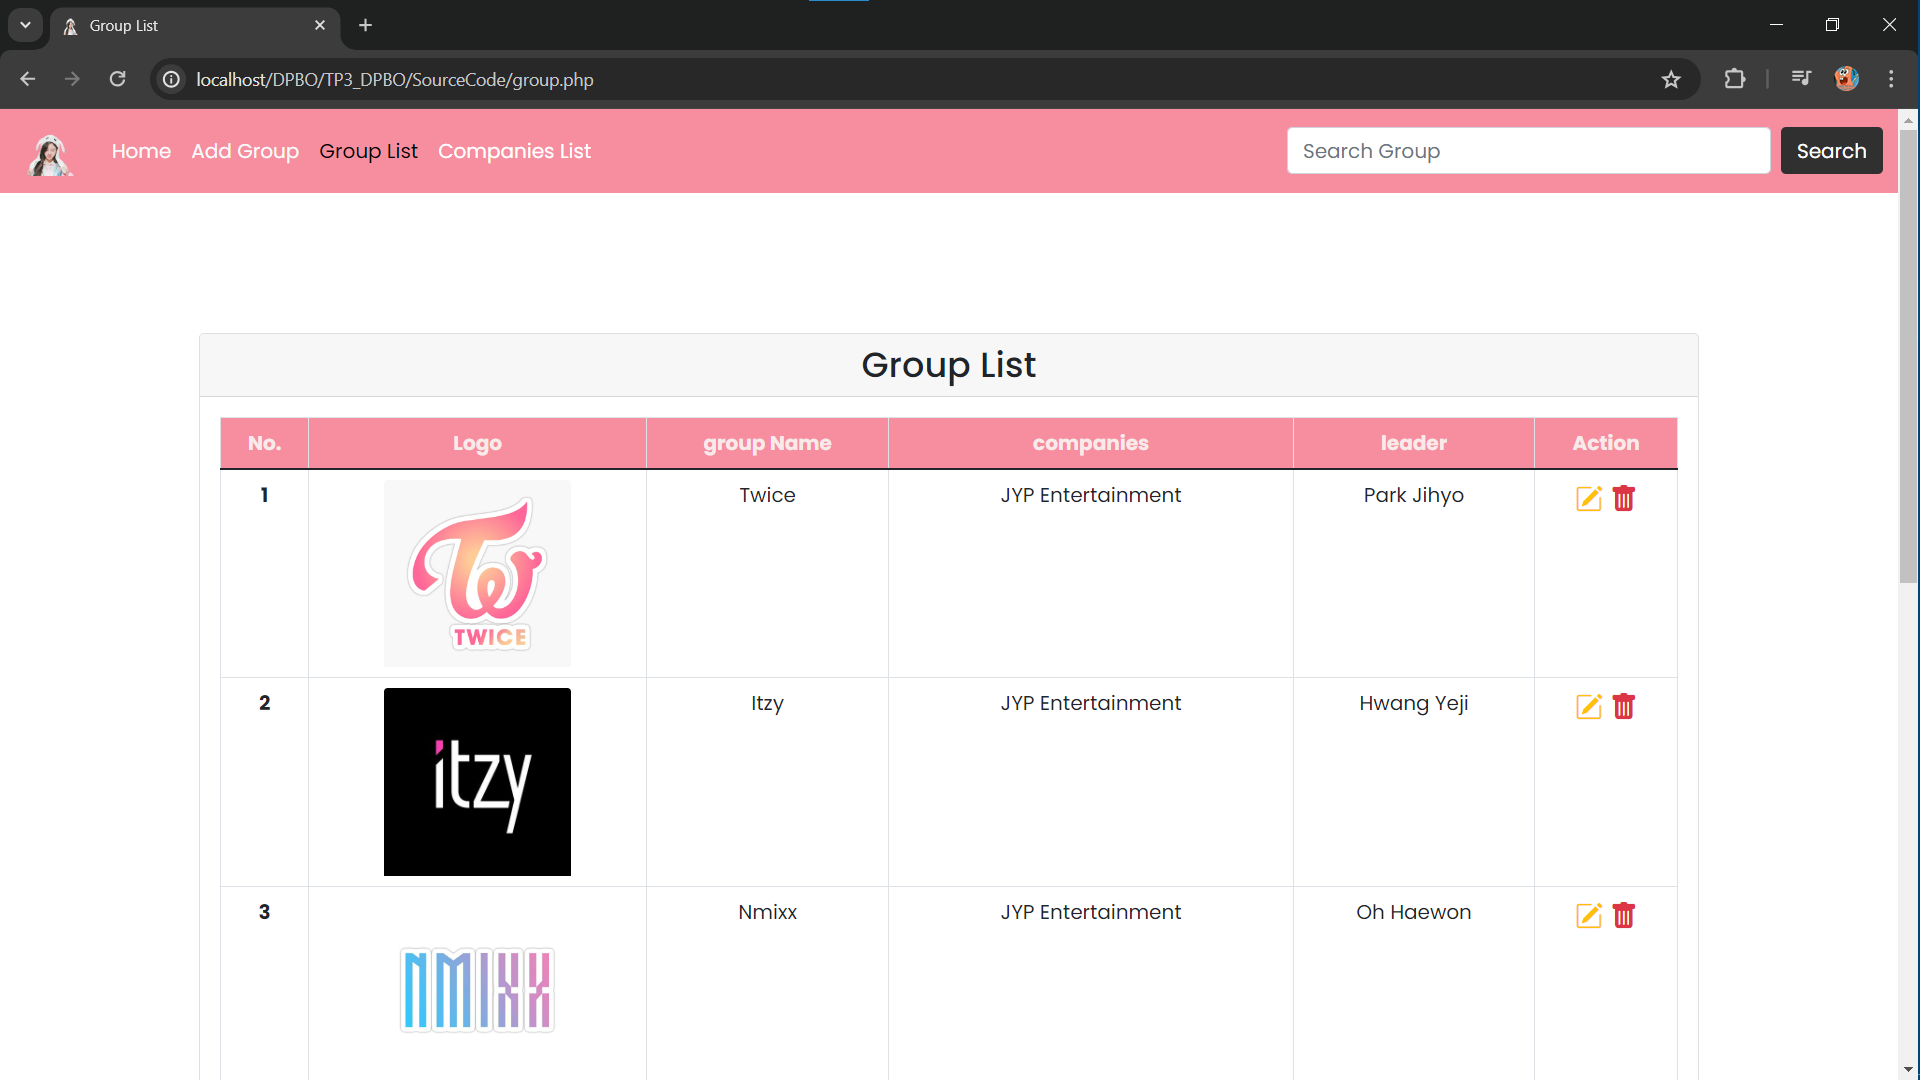 Group List
localhost/DPBO/TP3_DPBO/SourceCode/group.php
Home Add Group Group List Companies List Search Group Search
Group List
No. Logo group Name companies leader Action
1 Twice JYP Entertainment Park Jihyo
TWICE
2 Itzy JYP Entertainment Hwang Yeji
itzy
3 Nmixx JYP Entertainment Oh Haewon
NMIXX